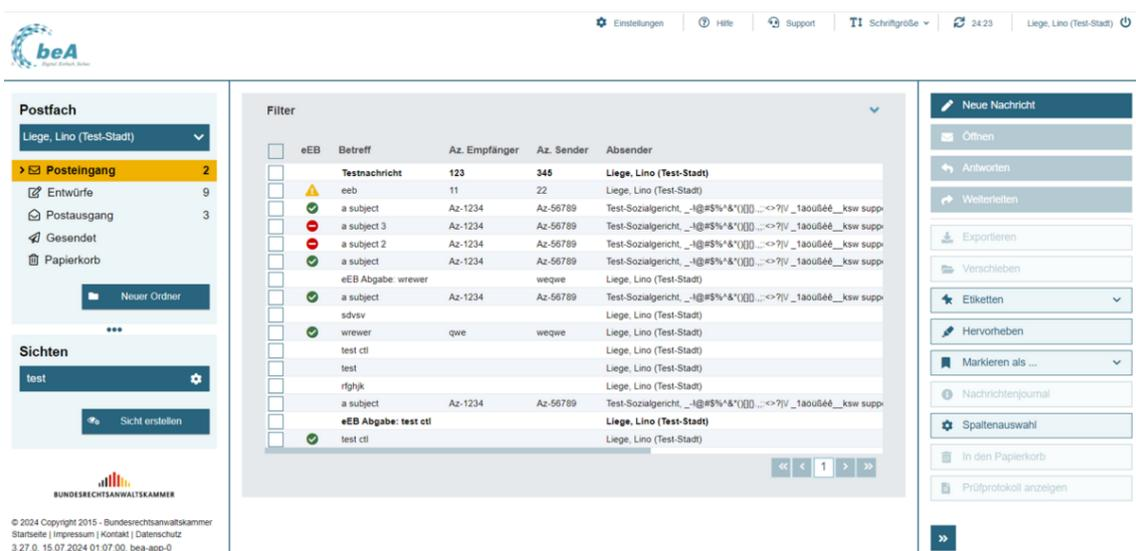 Einstellungen Hilfe Support Schriftgröße 24:23 Liege, Lino (Test-Stadt)
beA
Digital. Einfach. Sicher.
Postfach
Liege, Lino (Test-Stadt)
Posteingang 2
Entwürfe 9
Postausgang 3
Gesendet
Papierkorb
Neuer Ordner
Sichten
test
Sicht erstellen
BUNDESRECHTSANWALTSKAMMER
© 2024 Copyright 2015 - Bundesrechtsanwaltskammer
Startseite | Impressum | Kontakt | Datenschutz
3.27.0, 15.07.2024 01:07:00, bea-app-0
Filter
eEB Betreff Az. Empfänger Az. Sender Absender
Testnachricht 123 345 Liege, Lino (Test-Stadt)
eeb 11 22 Liege, Lino (Test-Stadt)
a subject Az-1234 Az-56789 Test-Sozialgericht,
a subject 3 Az-1234 Az-56789 Test-Sozialgericht,
a subject 2 Az-1234 Az-56789 Test-Sozialgericht,
a subject Az-1234 Az-56789 Test-Sozialgericht,
eEB Abgabe: wrewer weqwe Liege, Lino (Test-Stadt)
a subject Az-1234 Az-56789 Test-Sozialgericht,
sdvsv Liege, Lino (Test-Stadt)
wrewer qwe weqwe Liege, Lino (Test-Stadt)
test ctl Liege, Lino (Test-Stadt)
test Liege, Lino (Test-Stadt)
rfghjk Liege, Lino (Test-Stadt)
a subject Az-1234 Az-56789 Test-Sozialgericht,
eEB Abgabe: test ctl Liege, Lino (Test-Stadt)
test ctl Liege, Lino (Test-Stadt)
1
Neue Nachricht
Öffnen
Antworten
Weiterleiten
Exportieren
Verschieben
Etiketten
Hervorheben
Markieren als ...
Nachrichtenjournal
Spaltenauswahl
In den Papierkorb
Prüfprotokoll anzeigen